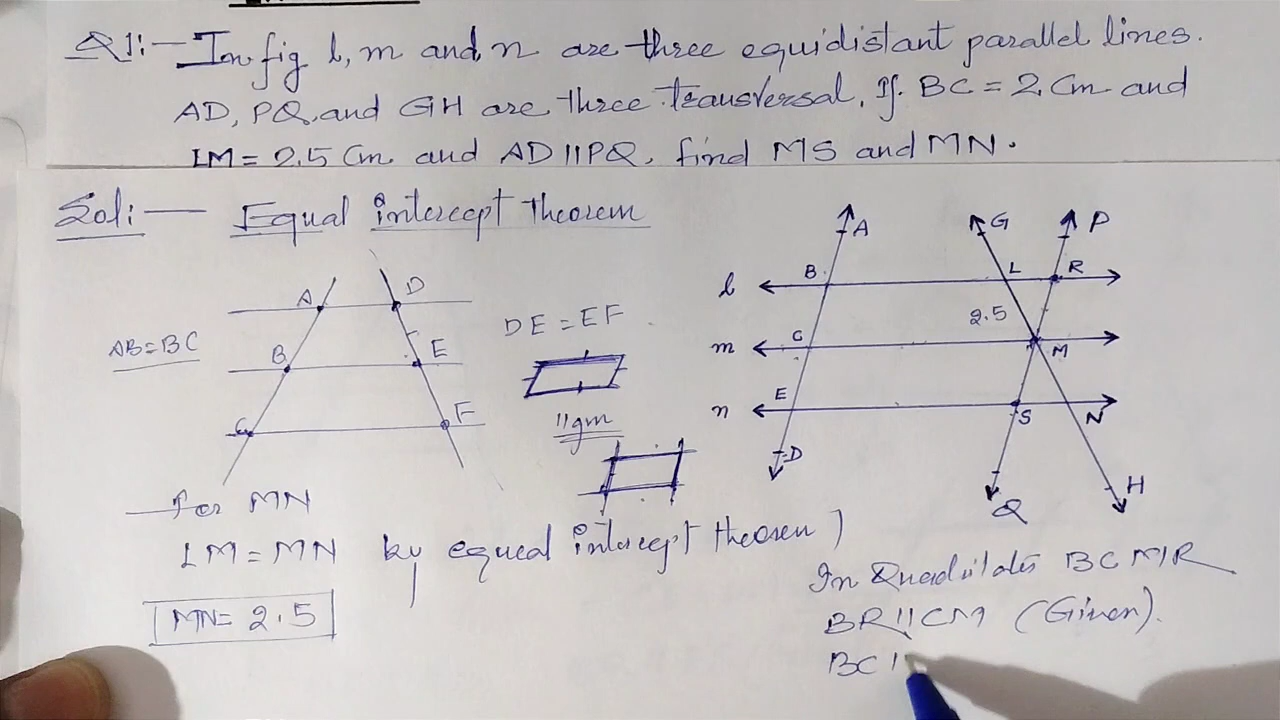 Q1:- In fig l, m and n are three equidistant parallel lines.
AD, PQ, and GH are three transversal, If BC = 2 Cm and
LM = 2.5 Cm and AD || PQ, find MS and MN.
Sol:- Equal intercept theorem
A
D
AB=BC
B
E
C
F
DE = EF
||gm
A
G
P
l
B
L
R
2.5
m
C
M
n
E
S
N
D
Q
H
For MN
LM = MN by equal intercept theorem)
MN = 2.5
In BCMR
BR || CM (Given).
BC |